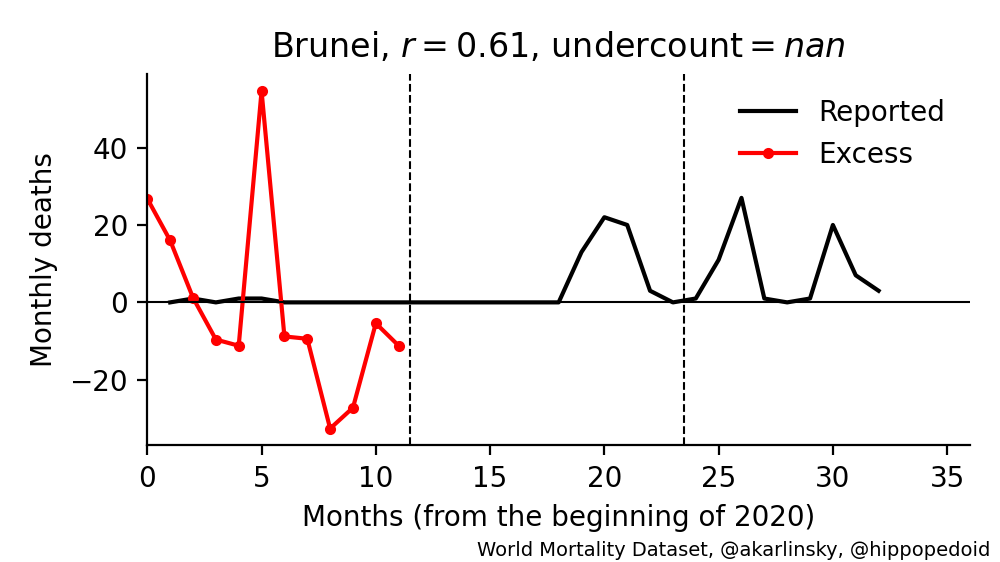 Brunei, r = 0.61, undercount = nan
Reported
Excess
Monthly deaths
40
20
0
−20
0 5 10 15 20 25 30 35
Months (from the beginning of 2020)
World Mortality Dataset, @akarlinsky, @hippopedoid